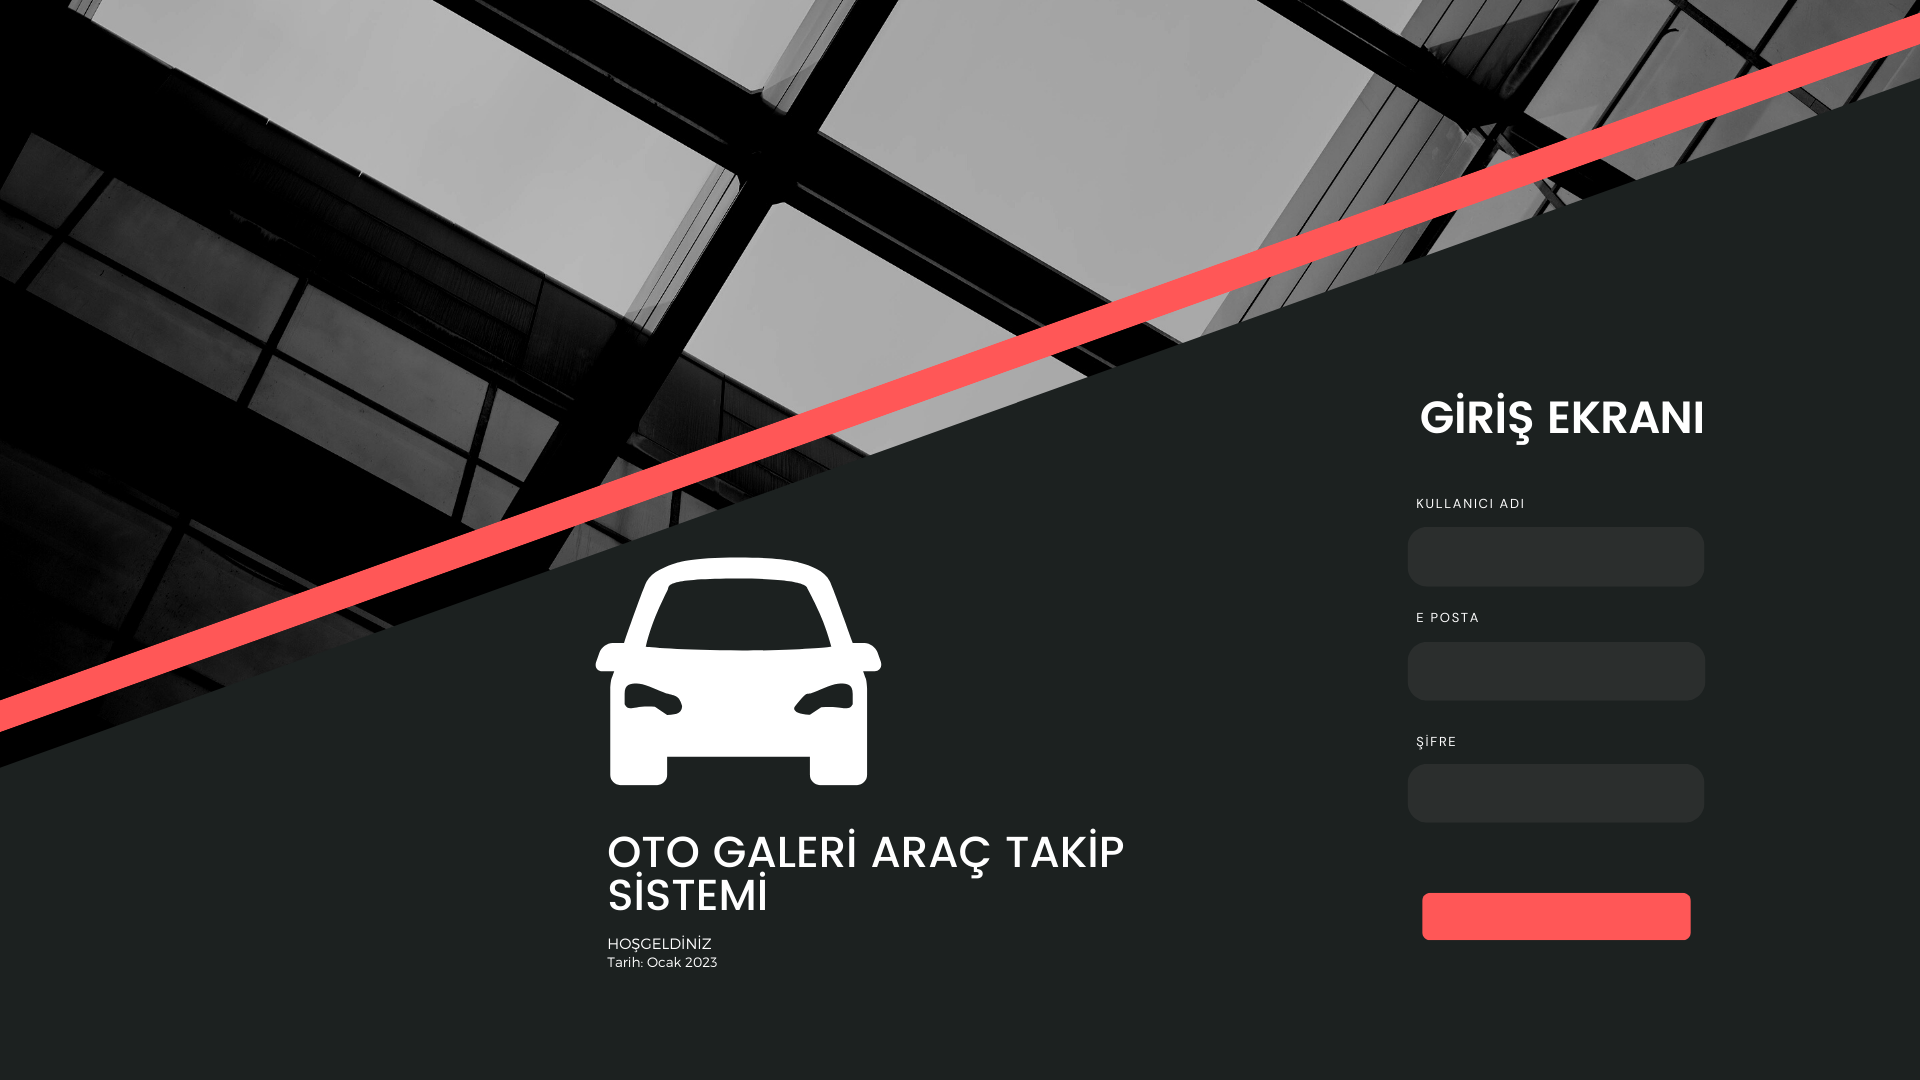 GİRİŞ EKRANI
KULLANICI ADI
E POSTA
ŞİFRE
OTO GALERİ ARAÇ TAKİP
SİSTEMİ
HOŞGELDİNİZ
Tarih: Ocak 2023